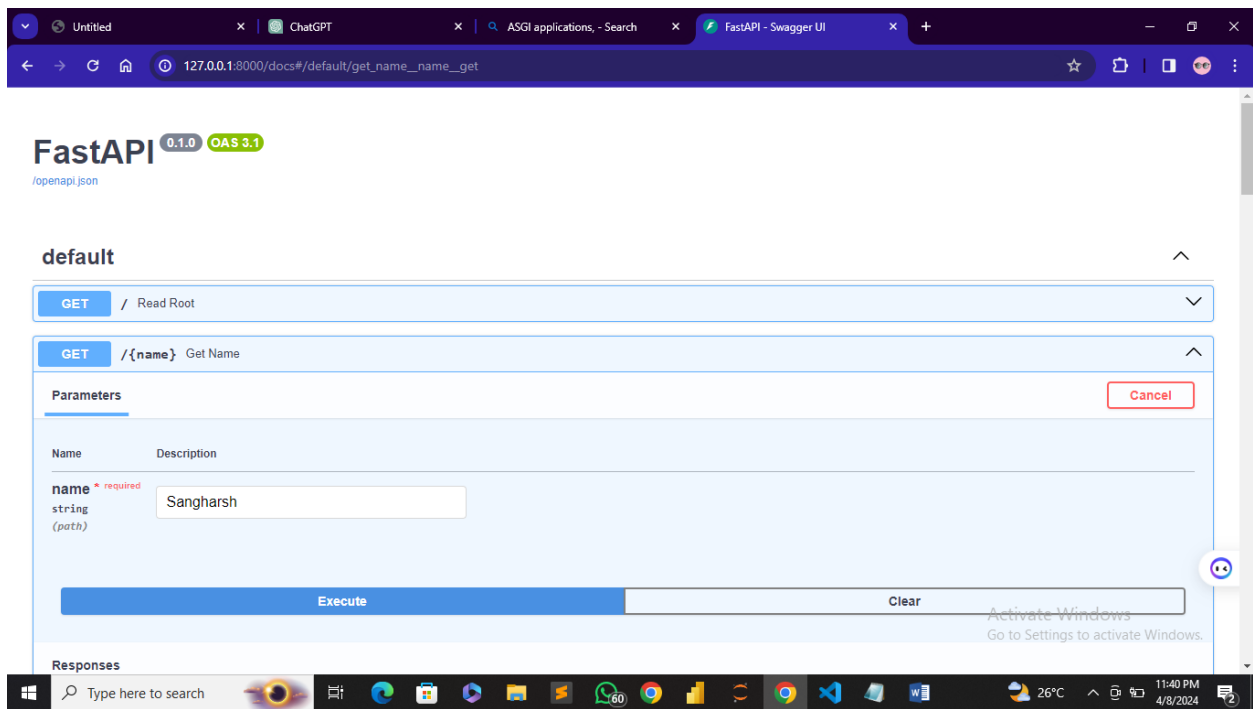 Untitled
ChatGPT
ASGI applications, - Search
FastAPI - Swagger UI
127.0.0.1:8000/docs#/default/get_name__name__get
FastAPI 0.1.0 OAS 3.1
/openapi.json
default
GET / Read Root
GET /{name} Get Name
Parameters
Cancel
Name Description
name * required
string
(path)
Sangharsh
Execute
Clear
Activate Windows
Go to Settings to activate Windows.
Responses
Type here to search
60
26°C
11:40 PM
4/8/2024
2